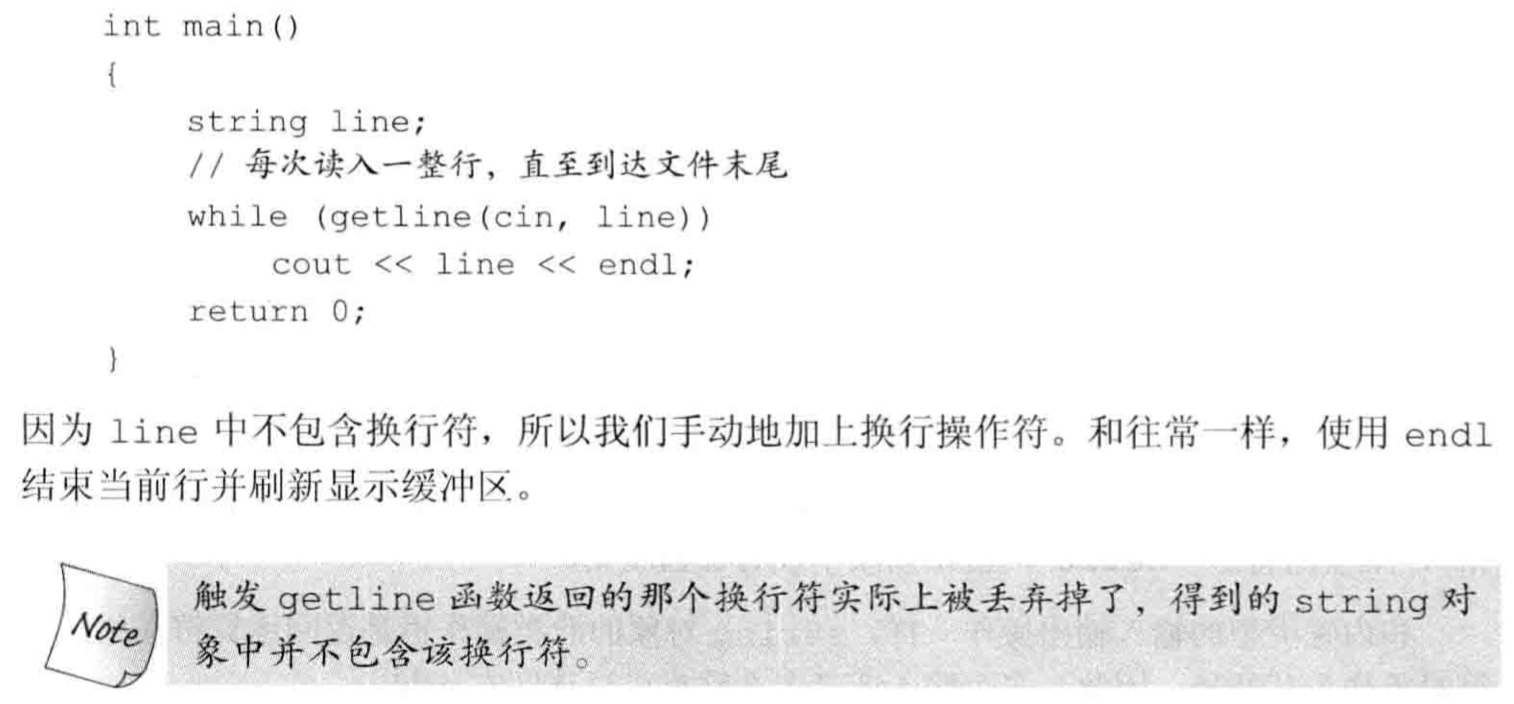 int main()
{
    string line;
    // 每次读入一整行，直至到达文件末尾
    while (getline(cin, line))
        cout << line << endl;
    return 0;
}
因为 line 中不包含换行符，所以我们手动地加上换行操作符。和往常一样，使用 endl
结束当前行并刷新显示缓冲区。
Note
触发 getline 函数返回的那个换行符实际上被丢弃掉了，得到的 string 对
象中并不包含该换行符。